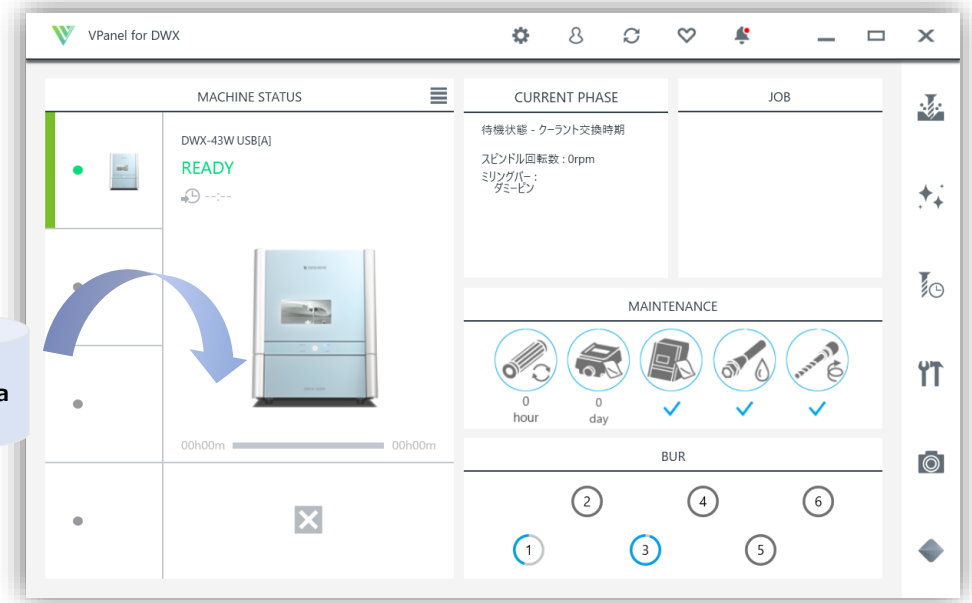 VPanel for DWX
MACHINE STATUS
DWX-43W USB[A]
READY
--:--
00h00m
00h00m
CURRENT PHASE
待機状態 - クーラント交換時期
スピンドル回転数 : 0rpm
ミリングバー :
ダミーピン
JOB
MAINTENANCE
0
hour
0
day
BUR
2
4
6
1
3
5
a